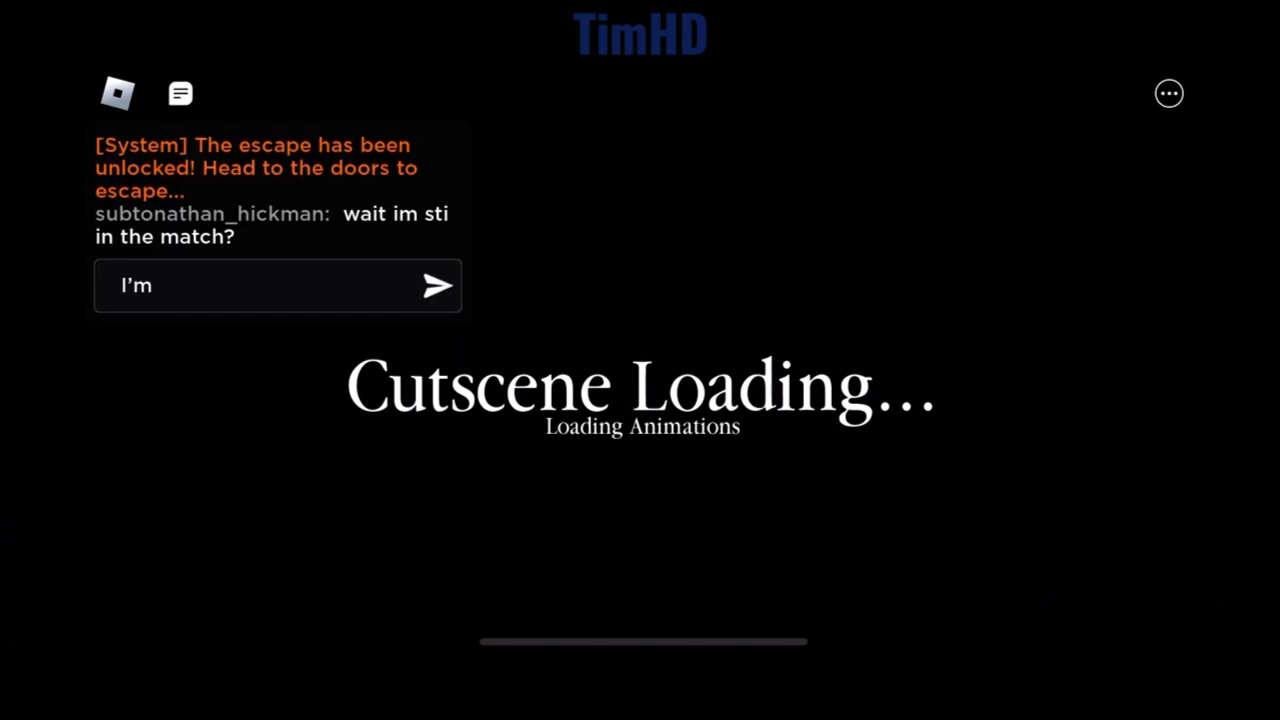 TimHD
[System] The escape has been
unlocked! Head to the doors to
escape...
subtonathan_hickman: wait im sti
in the match?
I'm
Cutscene Loading...
Loading Animations